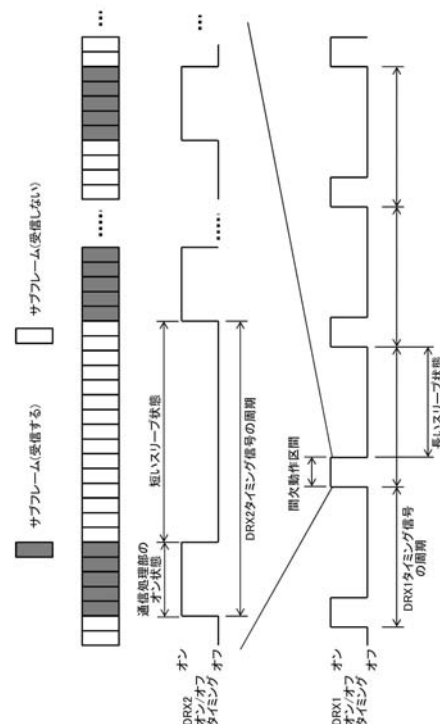 サブフレーム(受信する)
サブフレーム(受信しない)
……
……
…
通信処理部の
オン状態
短いスリープ状態
DRX2タイミング信号の周期
DRX2
オン/オフ
タイミング
オン
オフ
……
…
間欠動作区間
長いスリープ状態
DRX1タイミング信号
の周期
DRX1
オン/オフ
タイミング
オン
オフ